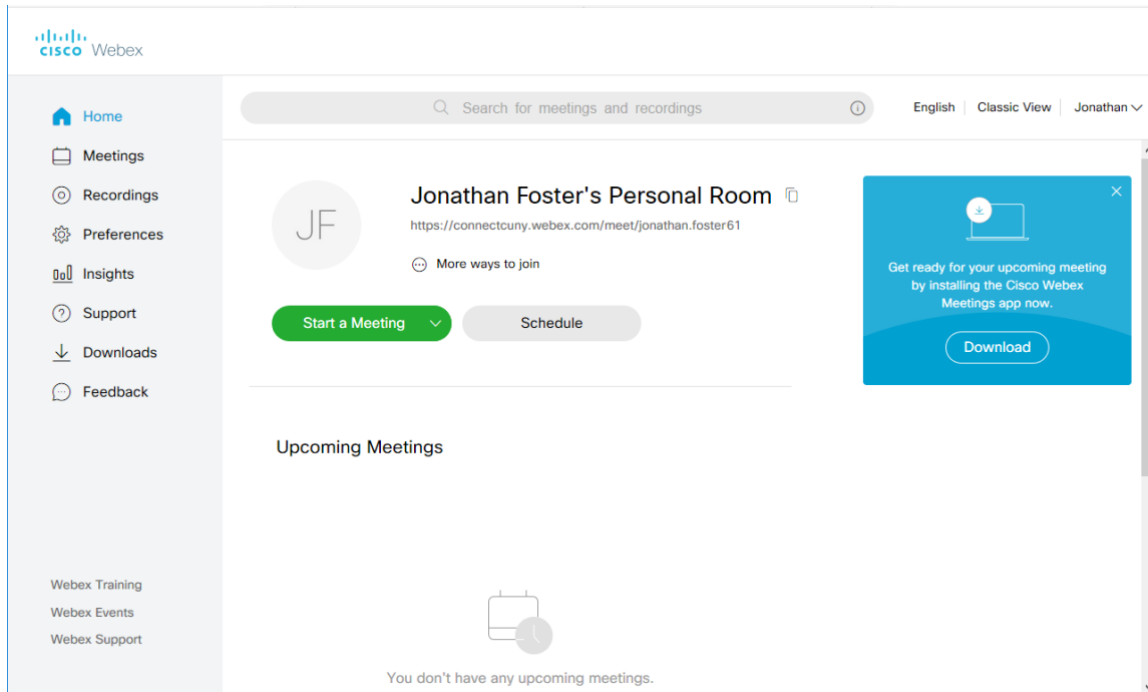 cisco Webex
Home
Meetings
Recordings
Preferences
Insights
Support
Downloads
Feedback
Webex Training
Webex Events
Webex Support
Search for meetings and recordings
English
Classic View
Jonathan
JF
Jonathan Foster's Personal Room
https://connectcuny.webex.com/meet/jonathan.foster61
More ways to join
Start a Meeting
Schedule
Get ready for your upcoming meeting
by installing the Cisco Webex
Meetings app now.
Download
Upcoming Meetings
You don't have any upcoming meetings.